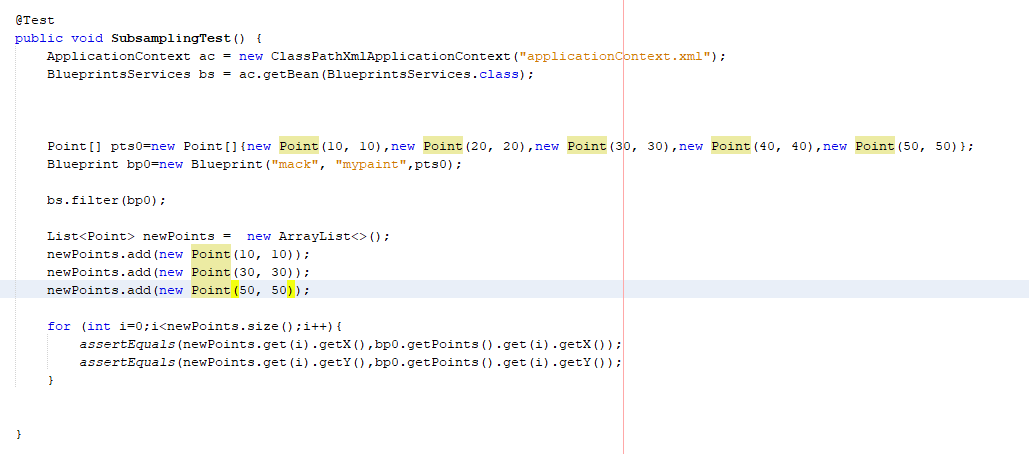 @Test
public void SubsamplingTest() {
ApplicationContext ac = new ClassPathXmlApplicationContext("applicationContext.xml");
BlueprintsServices bs = ac.getBean(BlueprintsServices.class);
Point[] pts0=new Point[]{new Point(10, 10),new Point(20, 20),new Point(30, 30),new Point(40, 40),new Point(50, 50)};
Blueprint bp0=new Blueprint("mack", "mypaint",pts0);
bs.filter(bp0);
List<Point> newPoints =  new ArrayList<>();
newPoints.add(new Point(10, 10));
newPoints.add(new Point(30, 30));
newPoints.add(new Point(50, 50));
for (int i=0;i<newPoints.size();i++){
assertEquals(newPoints.get(i).getX(),bp0.getPoints().get(i).getX());
assertEquals(newPoints.get(i).getY(),bp0.getPoints().get(i).getY());
}
}